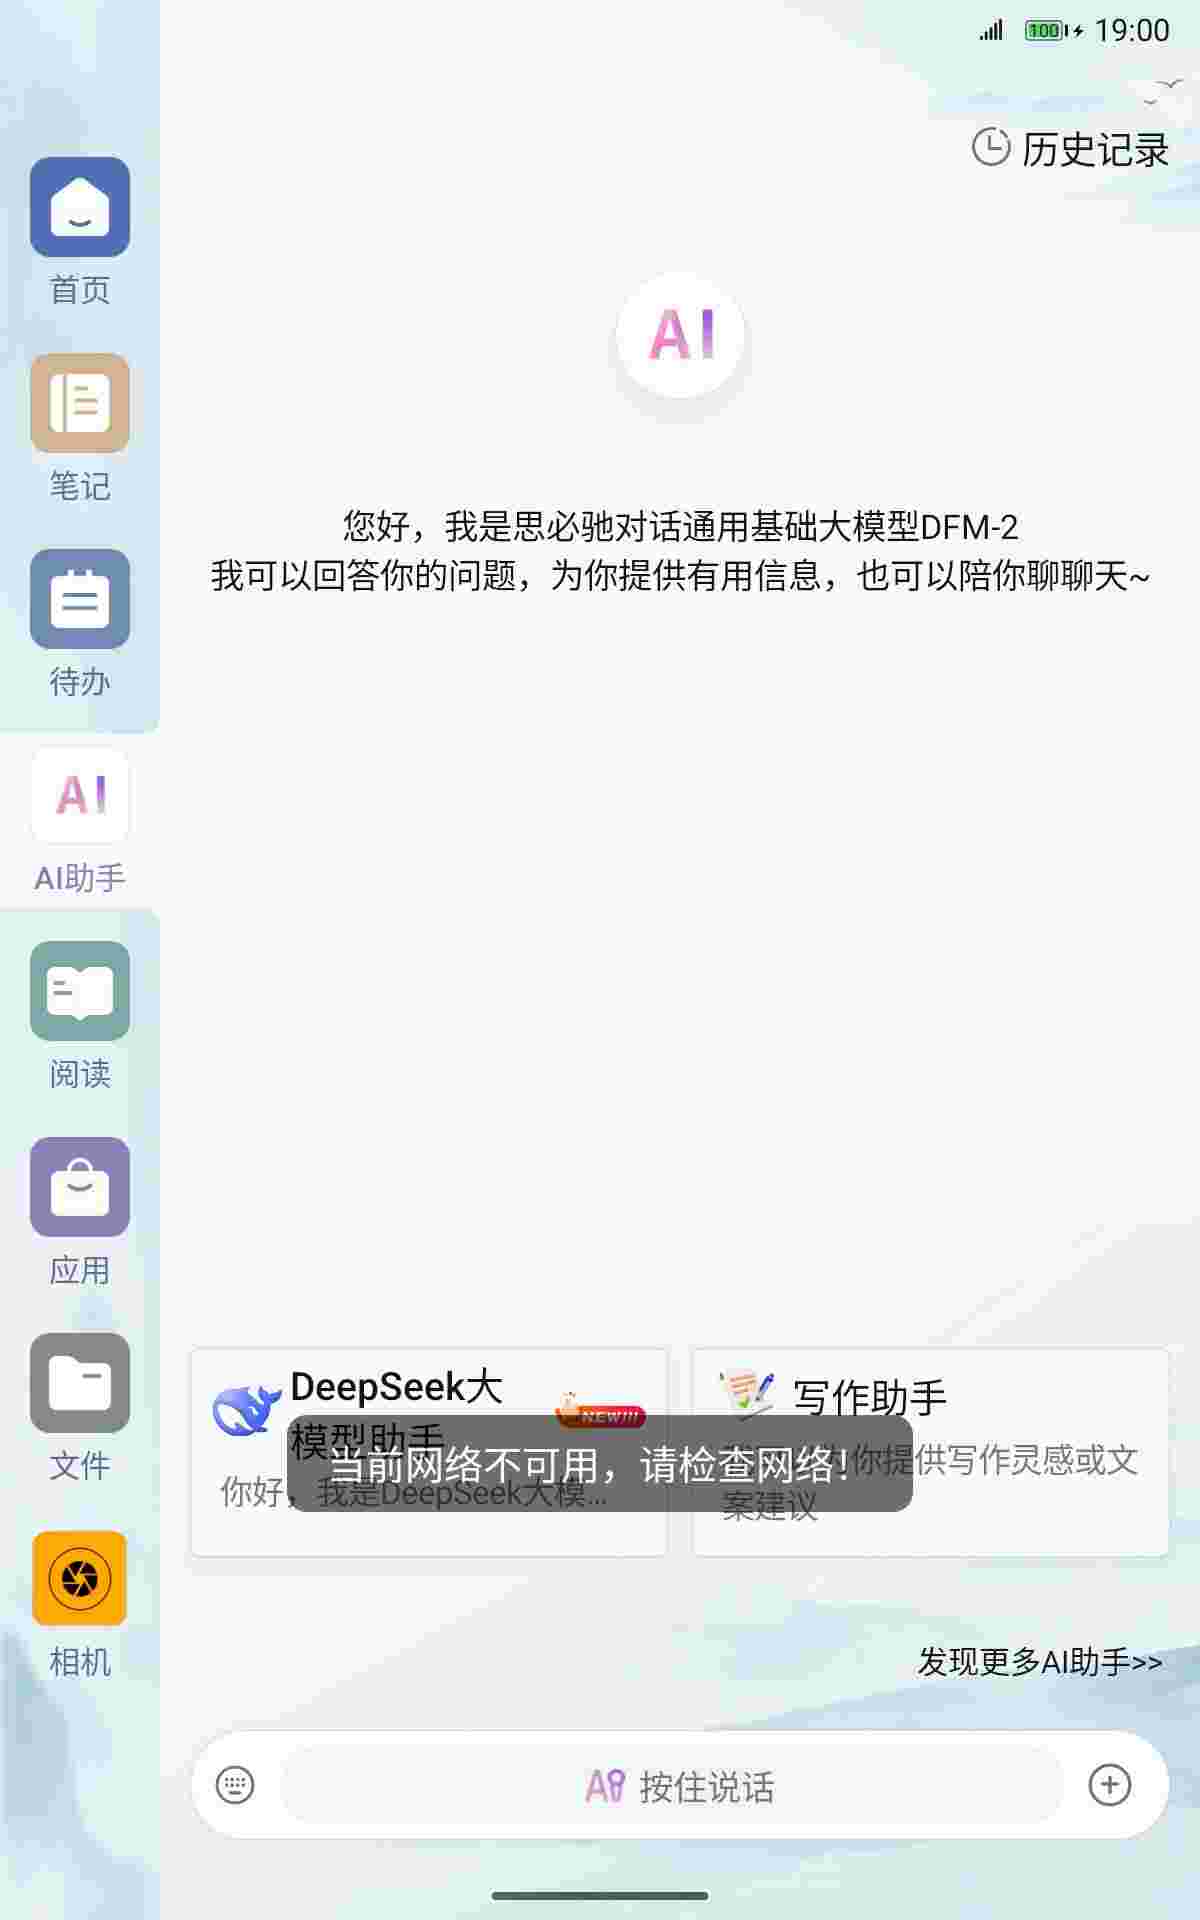 19:00
100
历史记录
首页
笔记
待办
AI
AI助手
阅读
应用
文件
相机
AI
您好，我是思必驰对话通用基础大模型DFM-2
我可以回答你的问题，为你提供有用信息，也可以陪你聊聊天~
DeepSeek大
模型助手
NEW!!!
你好，我是DeepSeek大模...
写作助手
为你提供写作灵感或文
案建议
当前网络不可用，请检查网络！
发现更多AI助手>>
按住说话